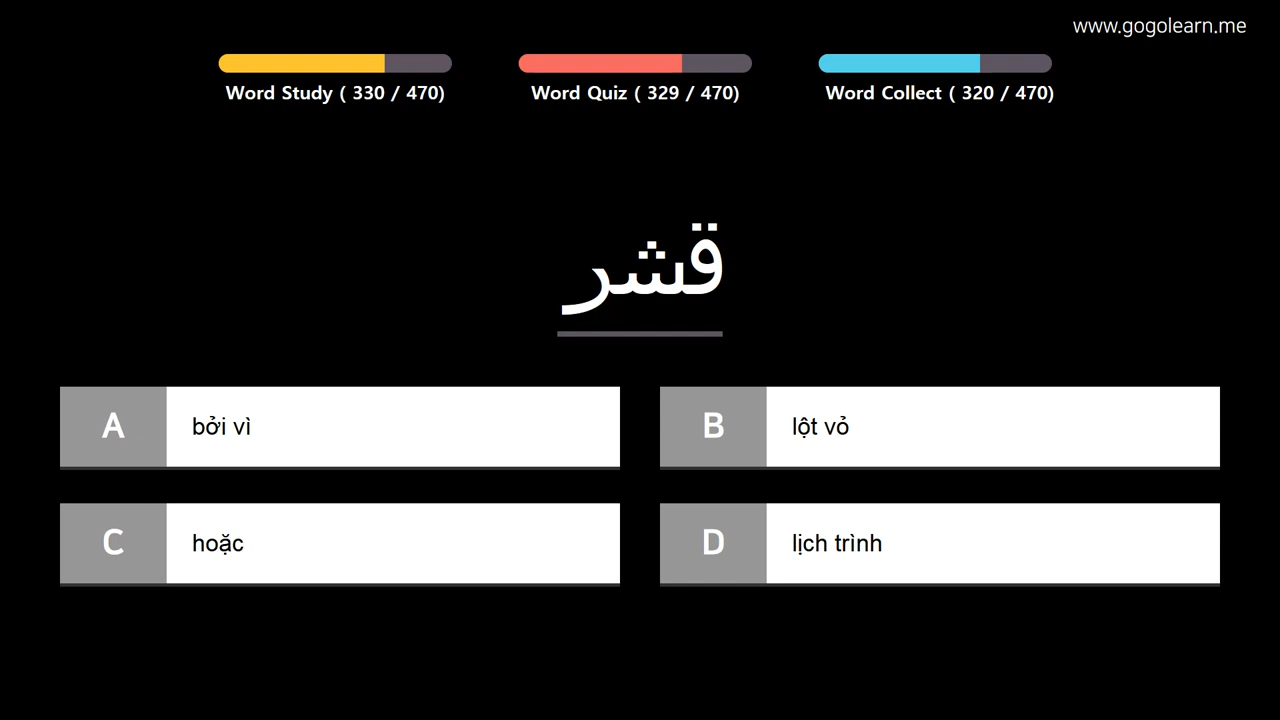 www.gogolearn.me
Word Study ( 330 / 470)
Word Quiz ( 329 / 470)
Word Collect ( 320 / 470)
قشر
A bởi vì
B lột vỏ
C hoặc
D lịch trình